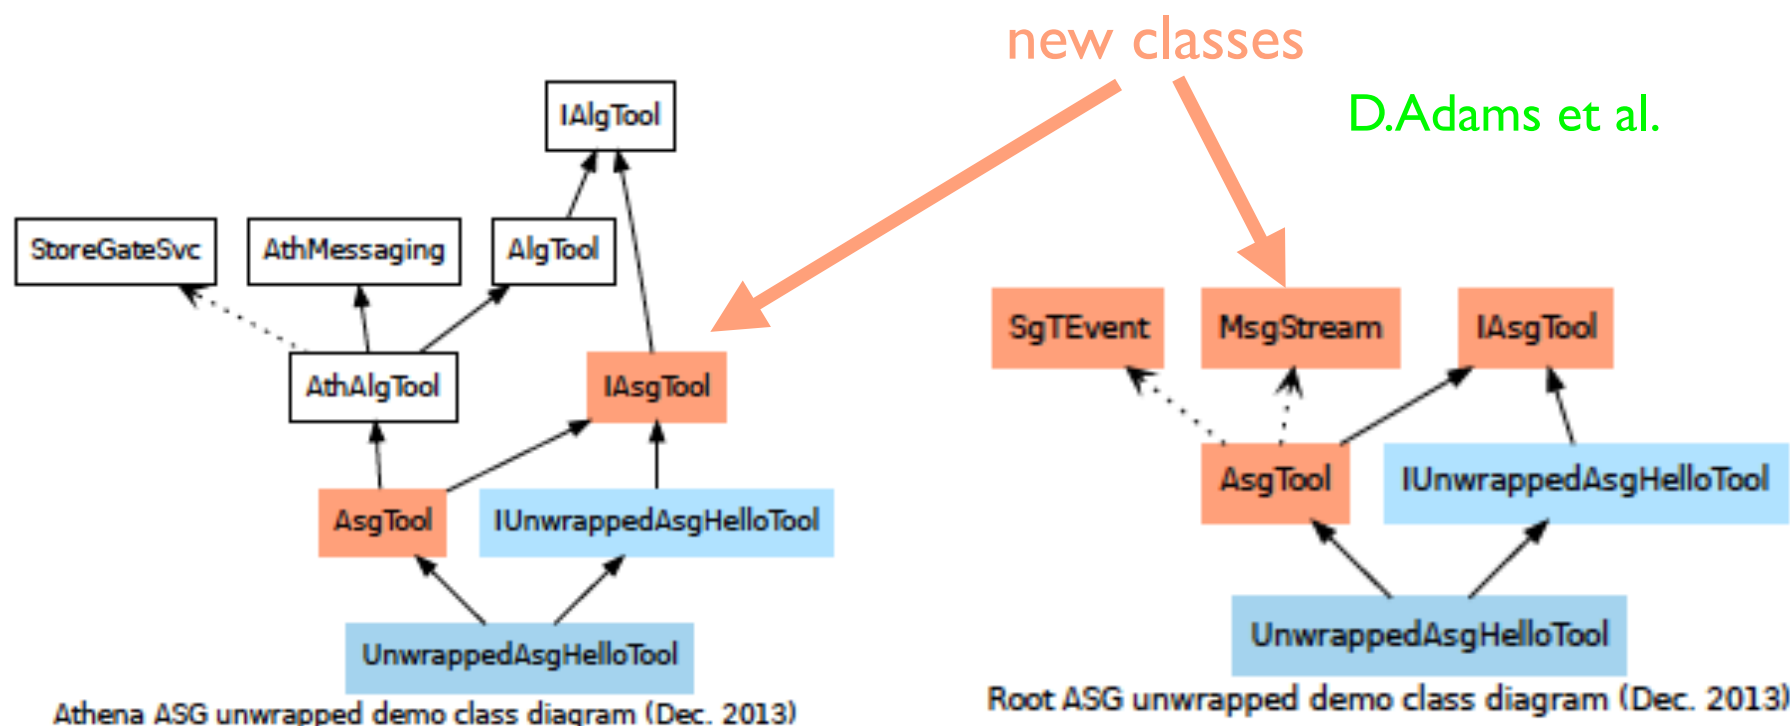 new classes
D.Adams et al.
IAlgTool
StoreGateSvc
AthMessaging
AlgTool
AthAlgTool
IAsgTool
AsgTool
IUnwrappedAsgHelloTool
UnwrappedAsgHelloTool
Athena ASG unwrapped demo class diagram (Dec. 2013)
SgTEvent
MsgStream
IAsgTool
AsgTool
IUnwrappedAsgHelloTool
UnwrappedAsgHelloTool
Root ASG unwrapped demo class diagram (Dec. 2013)